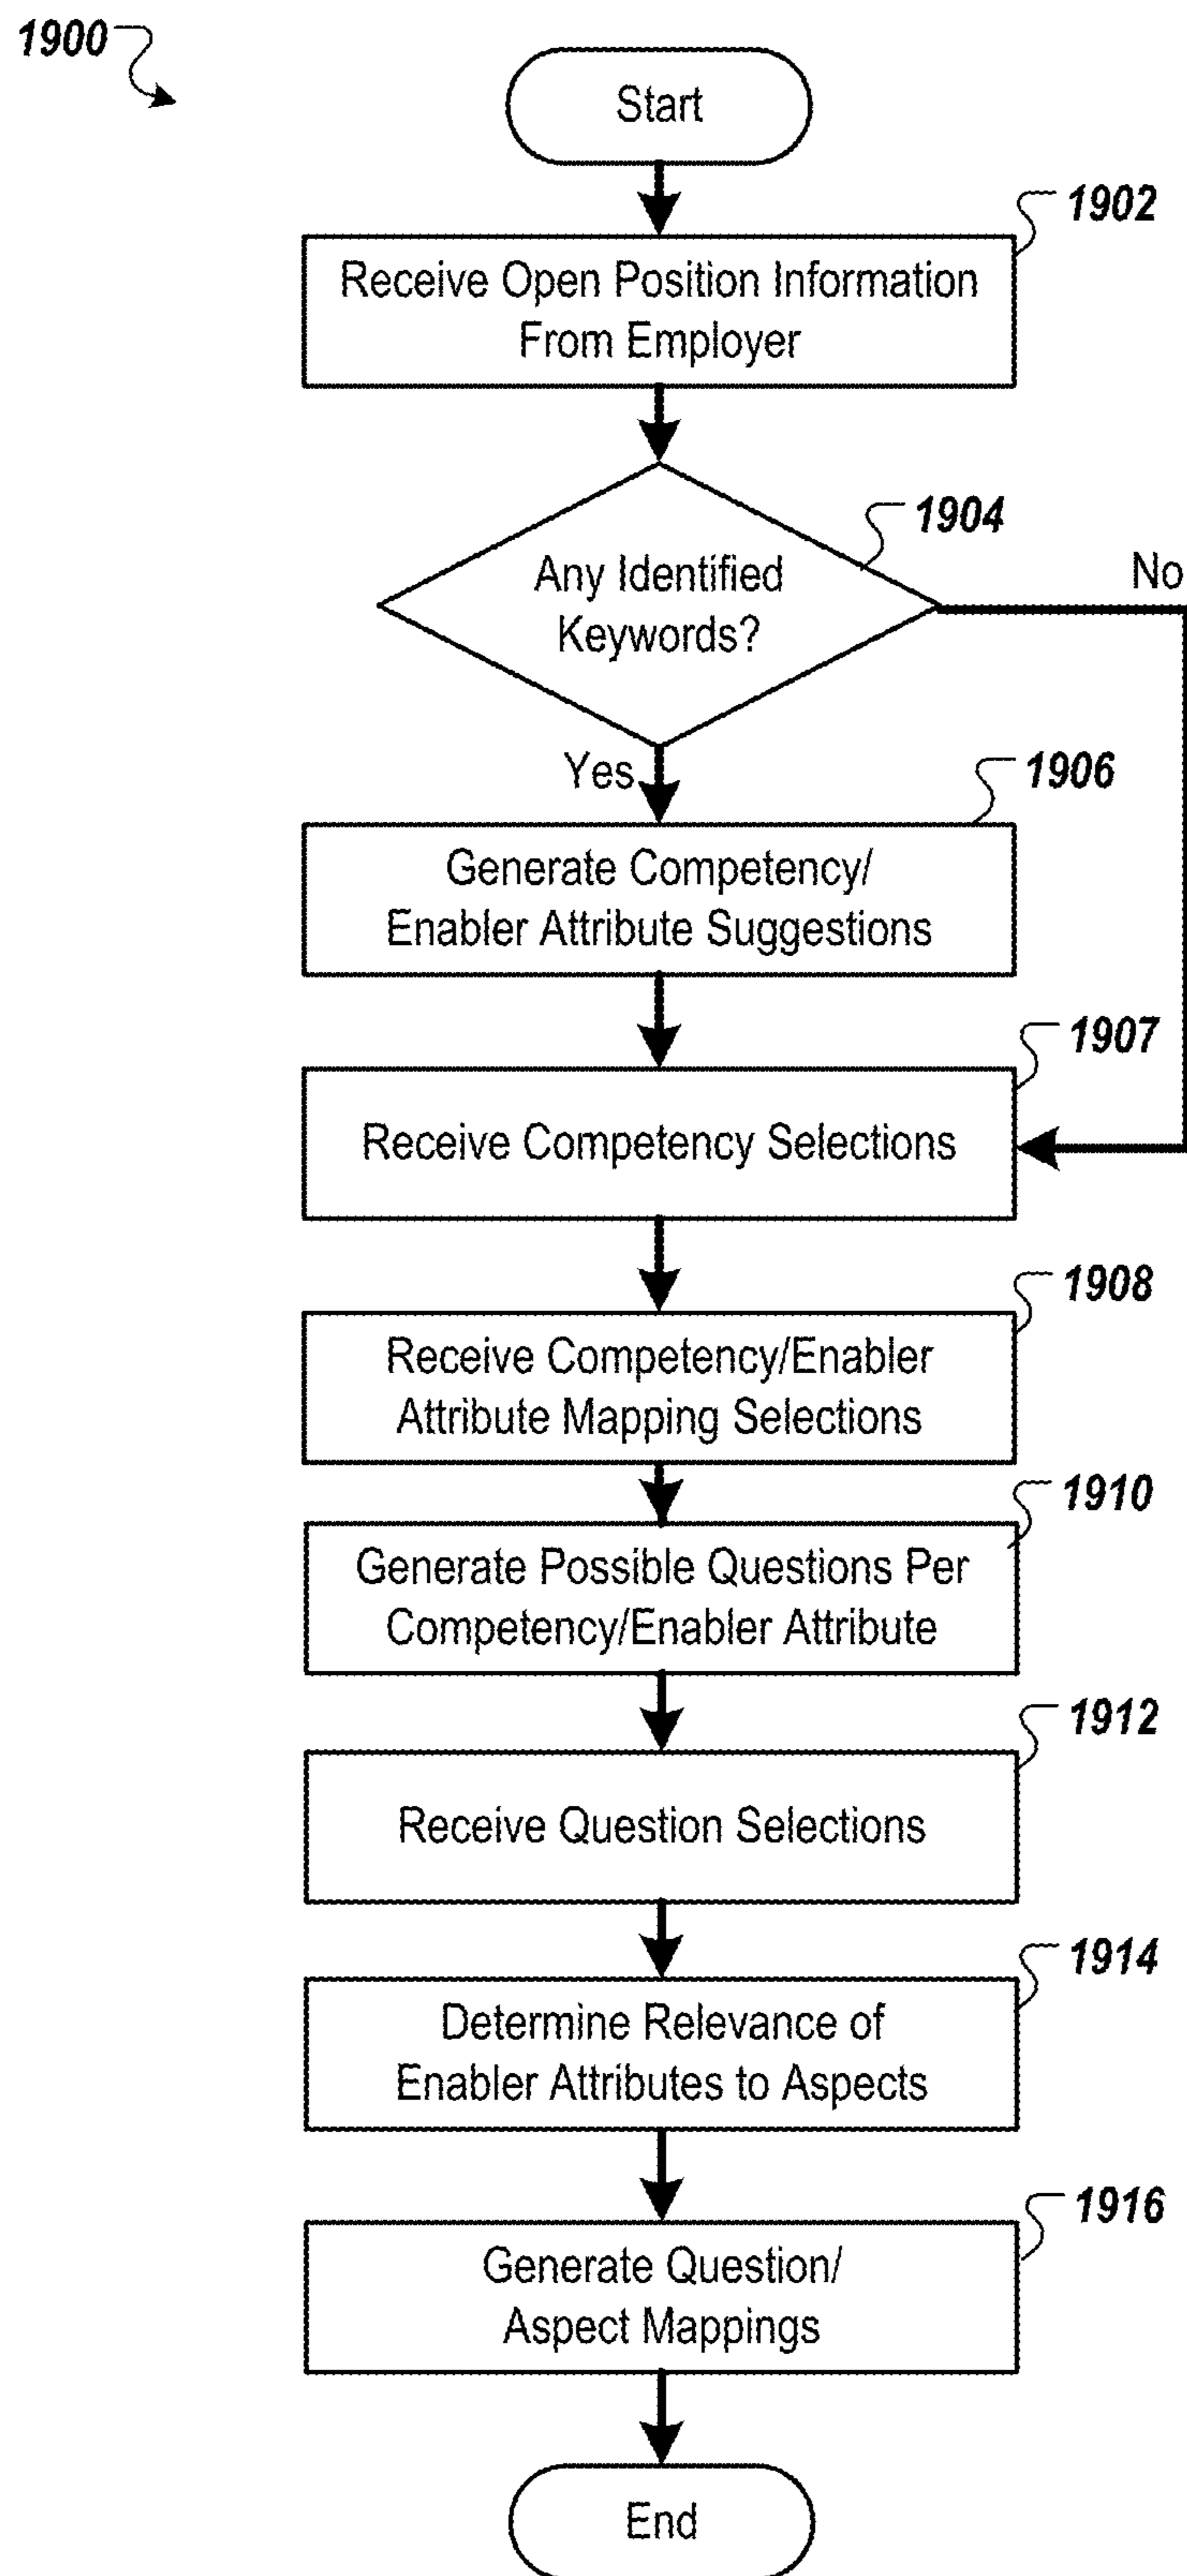 1900
Start
1902
Receive Open Position Information
From Employer
1904
Any Identified
Keywords?
No
Yes
1906
Generate Competency/
Enabler Attribute Suggestions
1907
Receive Competency Selections
1908
Receive Competency/Enabler
Attribute Mapping Selections
1910
Generate Possible Questions Per
Competency/Enabler Attribute
1912
Receive Question Selections
1914
Determine Relevance of
Enabler Attributes to Aspects
1916
Generate Question/
Aspect Mappings
End